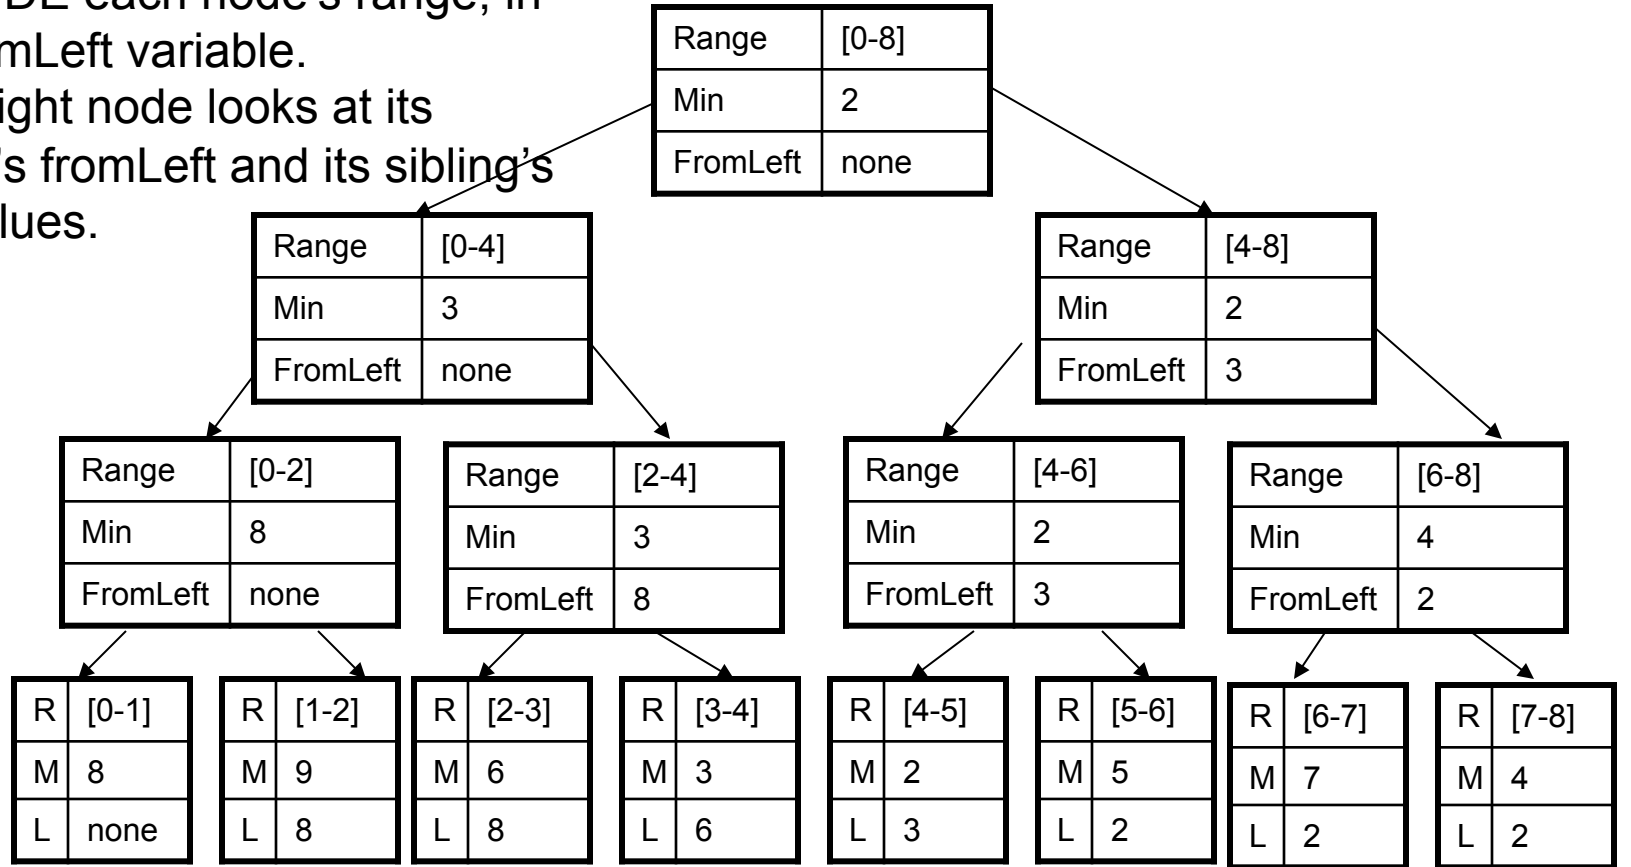 DE each node's range, in
mLeft variable.
ight node looks at its
's fromLeft and its sibling's
lues.
Range [0-8]
Min 2
FromLeft none
Range [0-4]
Min 3
FromLeft none
Range [4-8]
Min 2
FromLeft 3
Range [0-2]
Min 8
FromLeft none
Range [2-4]
Min 3
FromLeft 8
Range [4-6]
Min 2
FromLeft 3
Range [6-8]
Min 4
FromLeft 2
R [0-1]
M 8
L none
R [1-2]
M 9
L 8
R [2-3]
M 6
L 8
R [3-4]
M 3
L 6
R [4-5]
M 2
L 3
R [5-6]
M 5
L 2
R [6-7]
M 7
L 2
R [7-8]
M 4
L 2